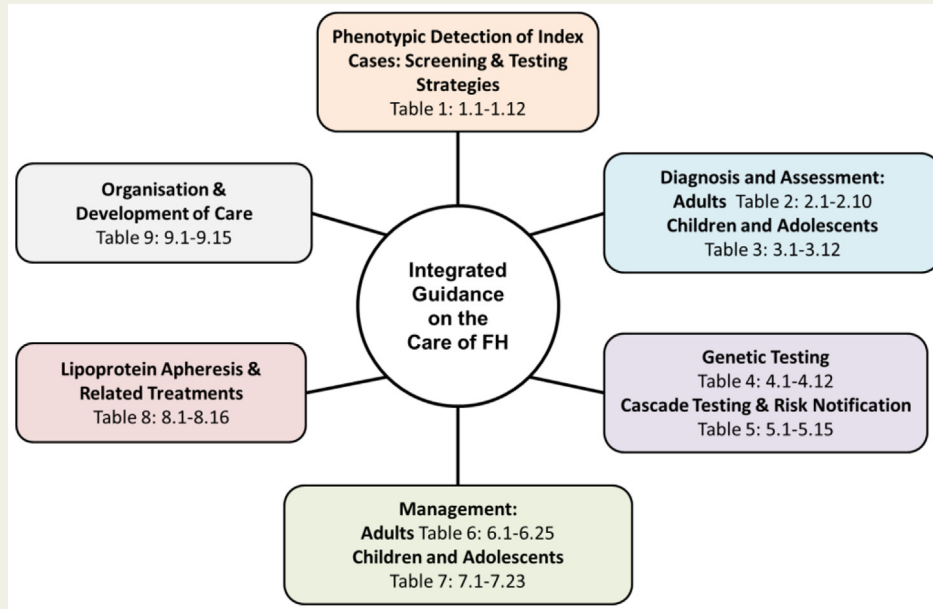 Phenotypic Detection of Index
Cases: Screening & Testing
Strategies
Table 1: 1.1-1.12
Organisation &
Development of Care
Table 9: 9.1-9.15
Diagnosis and Assessment:
Adults Table 2: 2.1-2.10
Children and Adolescents
Table 3: 3.1-3.12
Integrated
Guidance
on the
Care of FH
Lipoprotein Apheresis &
Related Treatments
Table 8: 8.1-8.16
Genetic Testing
Table 4: 4.1-4.12
Cascade Testing & Risk Notification
Table 5: 5.1-5.15
Management:
Adults Table 6: 6.1-6.25
Children and Adolescents
Table 7: 7.1-7.23